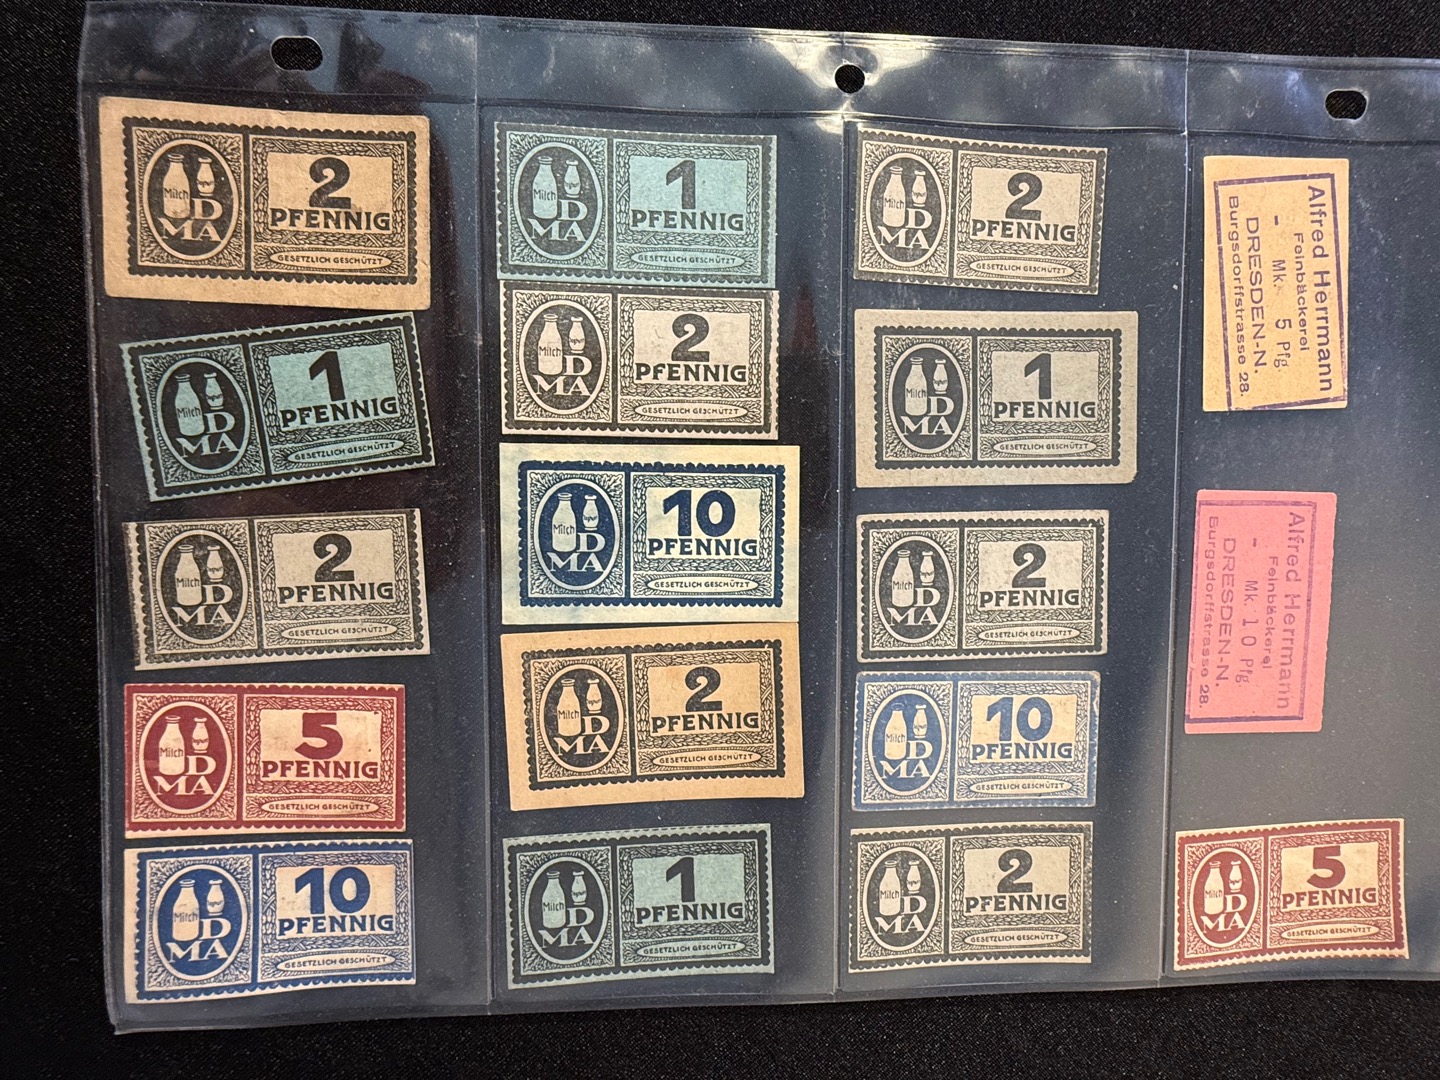 Milch
D
MA
2
PFENNIG
GESETZLICH GESCHÜTZT
Milch
D
MA
1
PFENNIG
GESETZLICH GESCHÜTZT
Milch
D
MA
2
PFENNIG
GESETZLICH GESCHÜTZT
Milch
D
MA
5
PFENNIG
GESETZLICH GESCHÜTZT
Milch
D
MA
10
PFENNIG
GESETZLICH GESCHÜTZT
Milch
D
MA
1
PFENNIG
GESETZLICH GESCHÜTZT
Milch
D
MA
2
PFENNIG
GESETZLICH GESCHÜTZT
Milch
D
MA
10
PFENNIG
GESETZLICH GESCHÜTZT
Milch
D
MA
2
PFENNIG
GESETZLICH GESCHÜTZT
Milch
D
MA
1
PFENNIG
GESETZLICH GESCHÜTZT
Milch
D
MA
2
PFENNIG
GESETZLICH GESCHÜTZT
Milch
D
MA
1
PFENNIG
GESETZLICH GESCHÜTZT
Milch
D
MA
2
PFENNIG
GESETZLICH GESCHÜTZT
Milch
D
MA
10
PFENNIG
GESETZLICH GESCHÜTZT
Milch
D
MA
2
PFENNIG
GESETZLICH GESCHÜTZT
Alfred Herrmann
Feinbäckerei
- Mk. 5 Pfg.
DRESDEN-N.
Burgsdorffstrasse 28.
Alfred Herrmann
Feinbäckerei
- Mk. 10 Pfg.
DRESDEN-N.
Burgsdorffstrasse 28.
Milch
D
MA
5
PFENNIG
GESETZLICH GESCHÜTZT